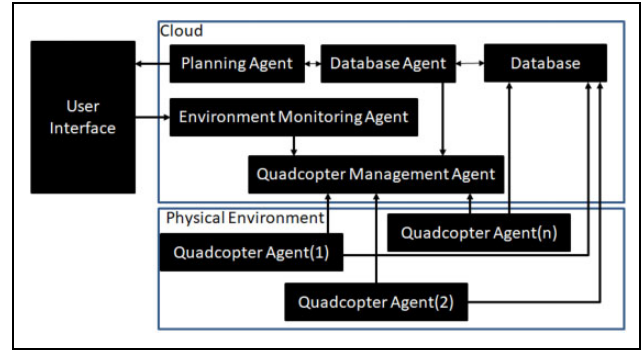 Cloud
Planning Agent
Database Agent
Database
User
Interface
Environment Monitoring Agent
Quadcopter Management Agent
Physical Environment
Quadcopter Agent(n)
Quadcopter Agent(1)
Quadcopter Agent(2)